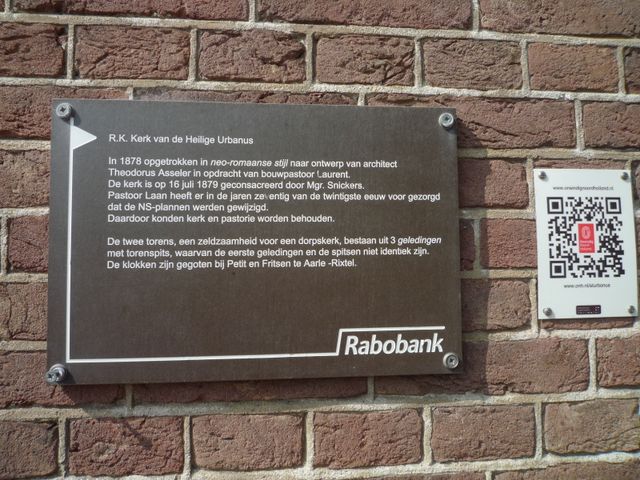 R.K. Kerk van de Heilige Urbanus
In 1878 opgetrokken in neo-romaanse stijl naar ontwerp van architect
Theodorus Asseler in opdracht van bouwpastoor Laurent.
De kerk is op 16 juli 1879 geconsacreerd door Mgr. Snickers.
Pastoor Laan heeft er in de jaren zeventig van de twintigste eeuw voor gezorgd
dat de NS-plannen werden gewijzigd.
Daardoor konden kerk en pastorie worden behouden.
De twee torens, een zeldzaamheid voor een dorpskerk, bestaan uit 3 geledingen
met torenspits, waarvan de eerste geledingen en de spitsen niet identiek zijn.
De klokken zijn gegoten bij Petit en Fritsen te Aarle -Rixtel.
Rabobank